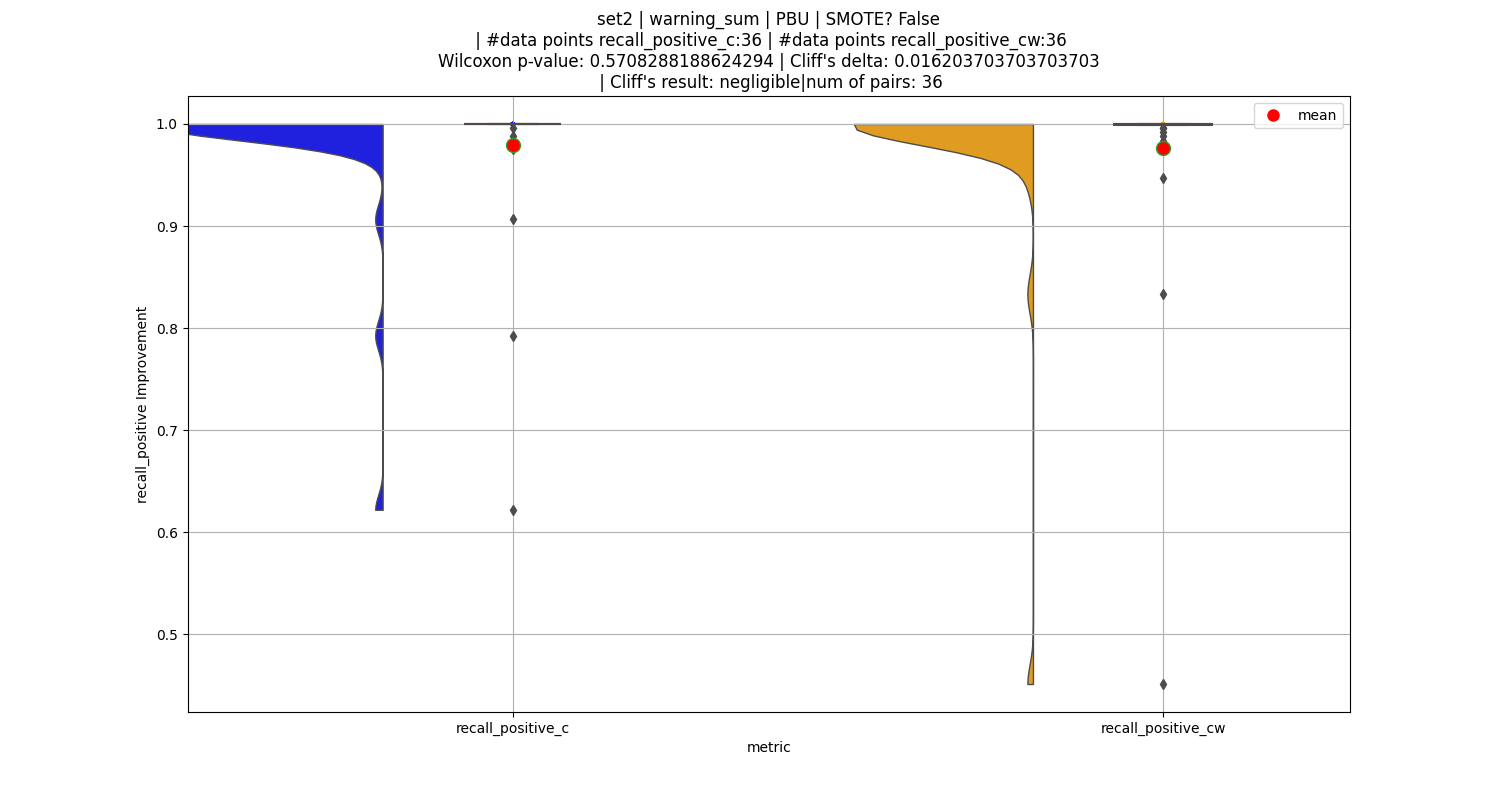 set2 | warning_sum | PBU | SMOTE? False
| #data points recall_positive_c:36 | #data points recall_positive_cw:36
Wilcoxon p-value: 0.5708288188624294 | Cliff's delta: 0.016203703703703703
| Cliff's result: negligible|num of pairs: 36
mean
1.0
0.9
0.8
0.7
0.6
0.5
recall_positive Improvement
recall_positive_c
recall_positive_cw
metric